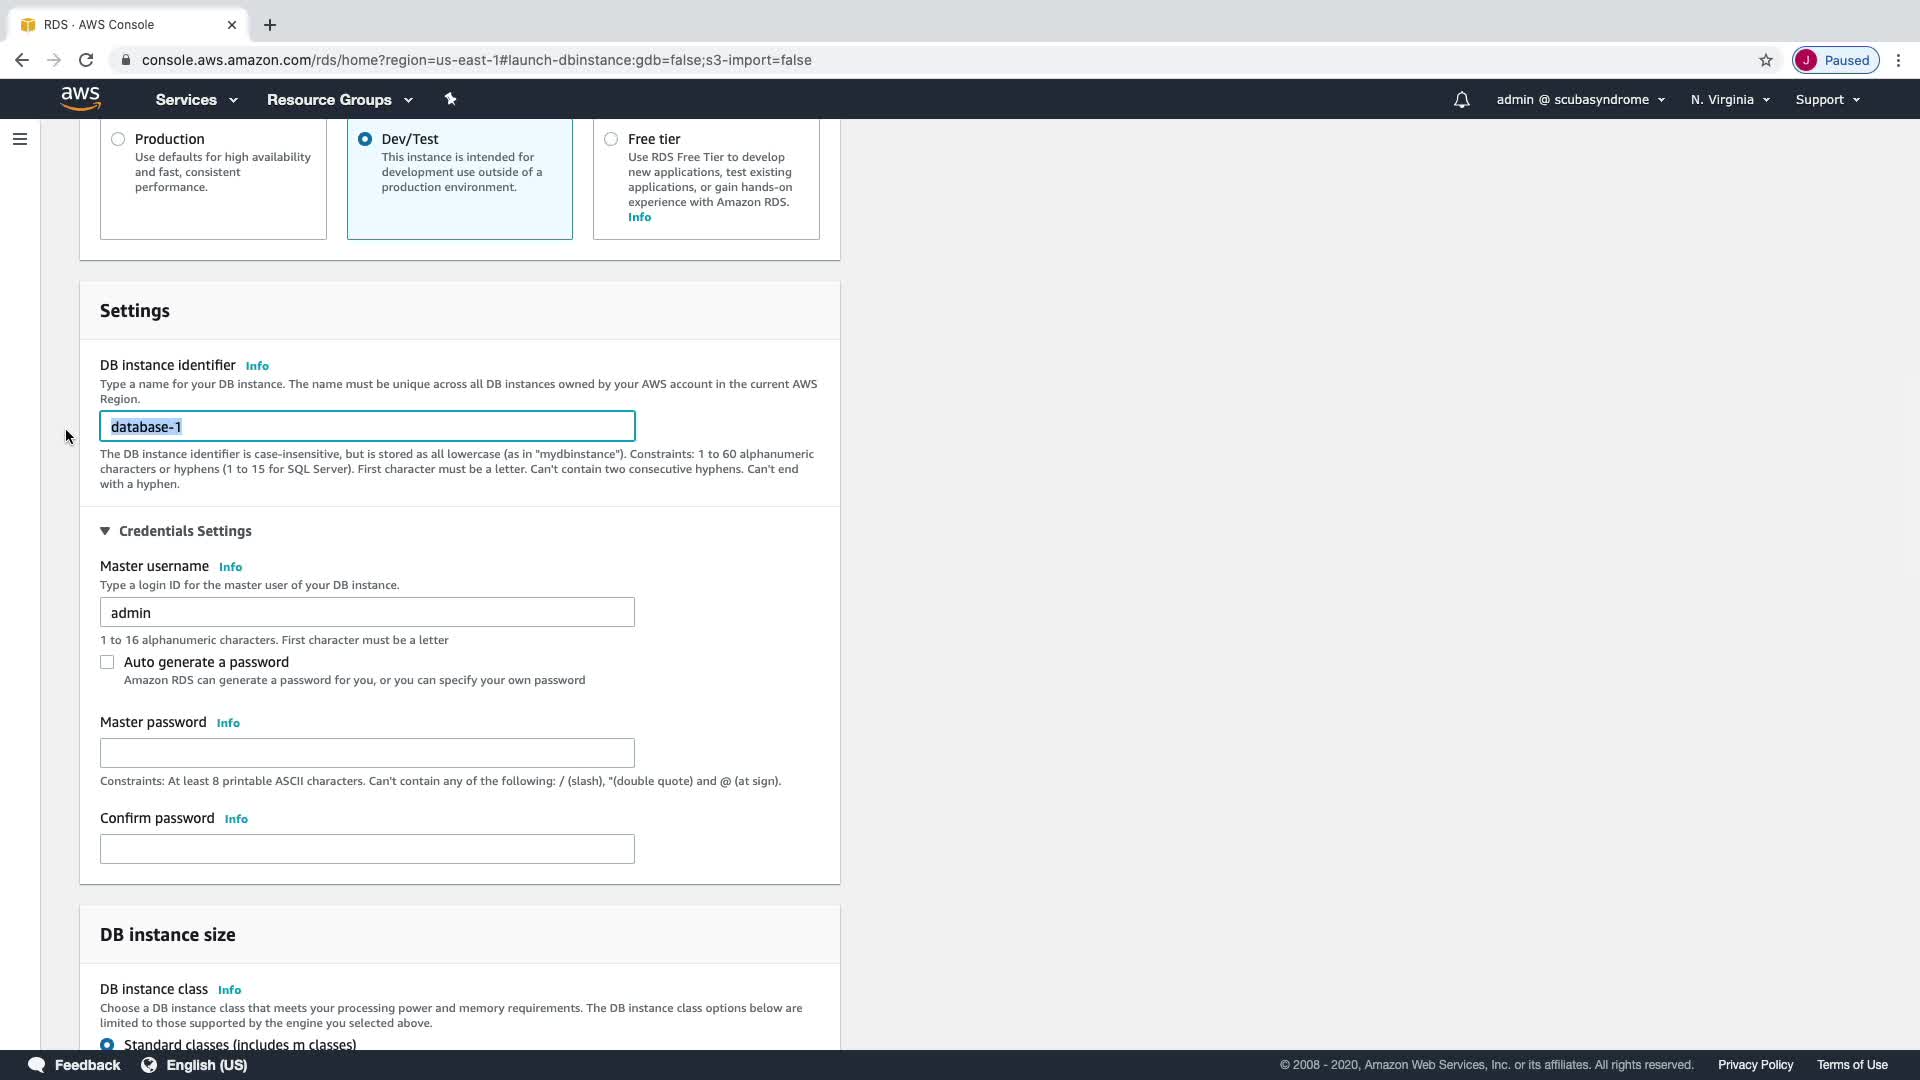 RDS · AWS Console
console.aws.amazon.com/rds/home?region=us-east-1#launch-dbinstance:gdb=false;s3-import=false
J
Paused
aws
Services
Resource Groups
admin @ scubasyndrome
N. Virginia
Support
Production
Use defaults for high availability
and fast, consistent
performance.
Dev/Test
This instance is intended for
development use outside of a
production environment.
Free tier
Use RDS Free Tier to develop
new applications, test existing
applications, or gain hands-on
experience with Amazon RDS.
Info
Settings
DB instance identifier Info
Type a name for your DB instance. The name must be unique across all DB instances owned by your AWS account in the current AWS
Region.
database-1
The DB instance identifier is case-insensitive, but is stored as all lowercase (as in "mydbinstance"). Constraints: 1 to 60 alphanumeric
characters or hyphens (1 to 15 for SQL Server). First character must be a letter. Can't contain two consecutive hyphens. Can't end
with a hyphen.
Credentials Settings
Master username Info
Type a login ID for the master user of your DB instance.
admin
1 to 16 alphanumeric characters. First character must be a letter
Auto generate a password
Amazon RDS can generate a password for you, or you can specify your own password
Master password Info
Constraints: At least 8 printable ASCII characters. Can't contain any of the following: / (slash), "(double quote) and @ (at sign).
Confirm password Info
DB instance size
DB instance class Info
Choose a DB instance class that meets your processing power and memory requirements. The DB instance class options below are
limited to those supported by the engine you selected above.
Standard classes (includes m classes)
Feedback
English (US)
© 2008 - 2020, Amazon Web Services, Inc. or its affiliates. All rights reserved.
Privacy Policy
Terms of Use